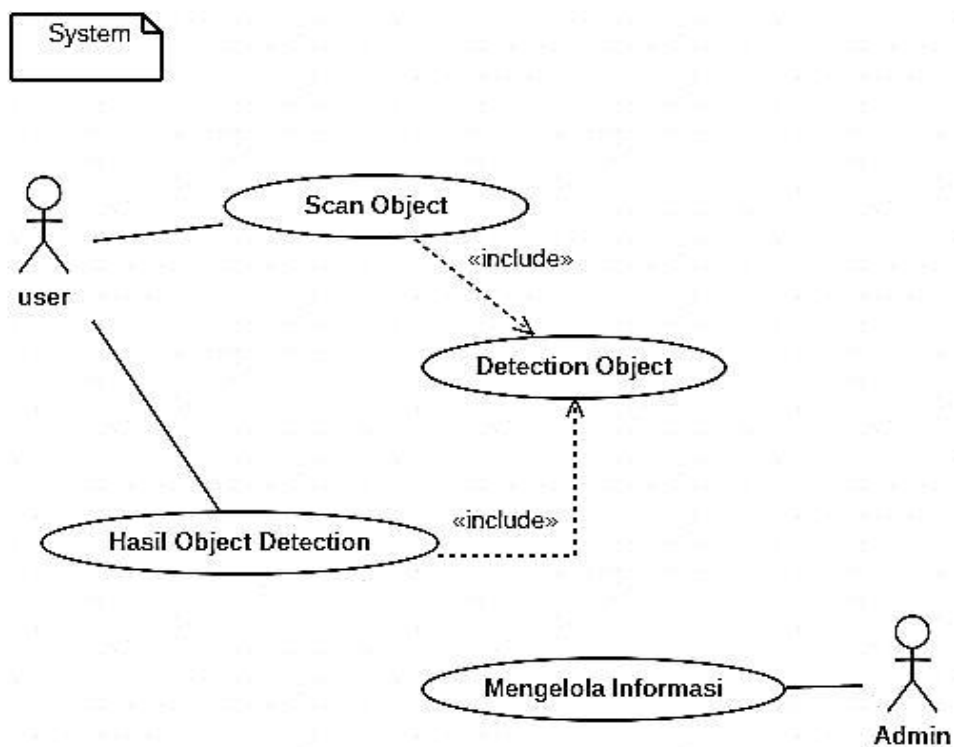 System
Scan Object
«include»
user
Detection Object
«include»
Hasil Object Detection
Mengelola Informasi
Admin